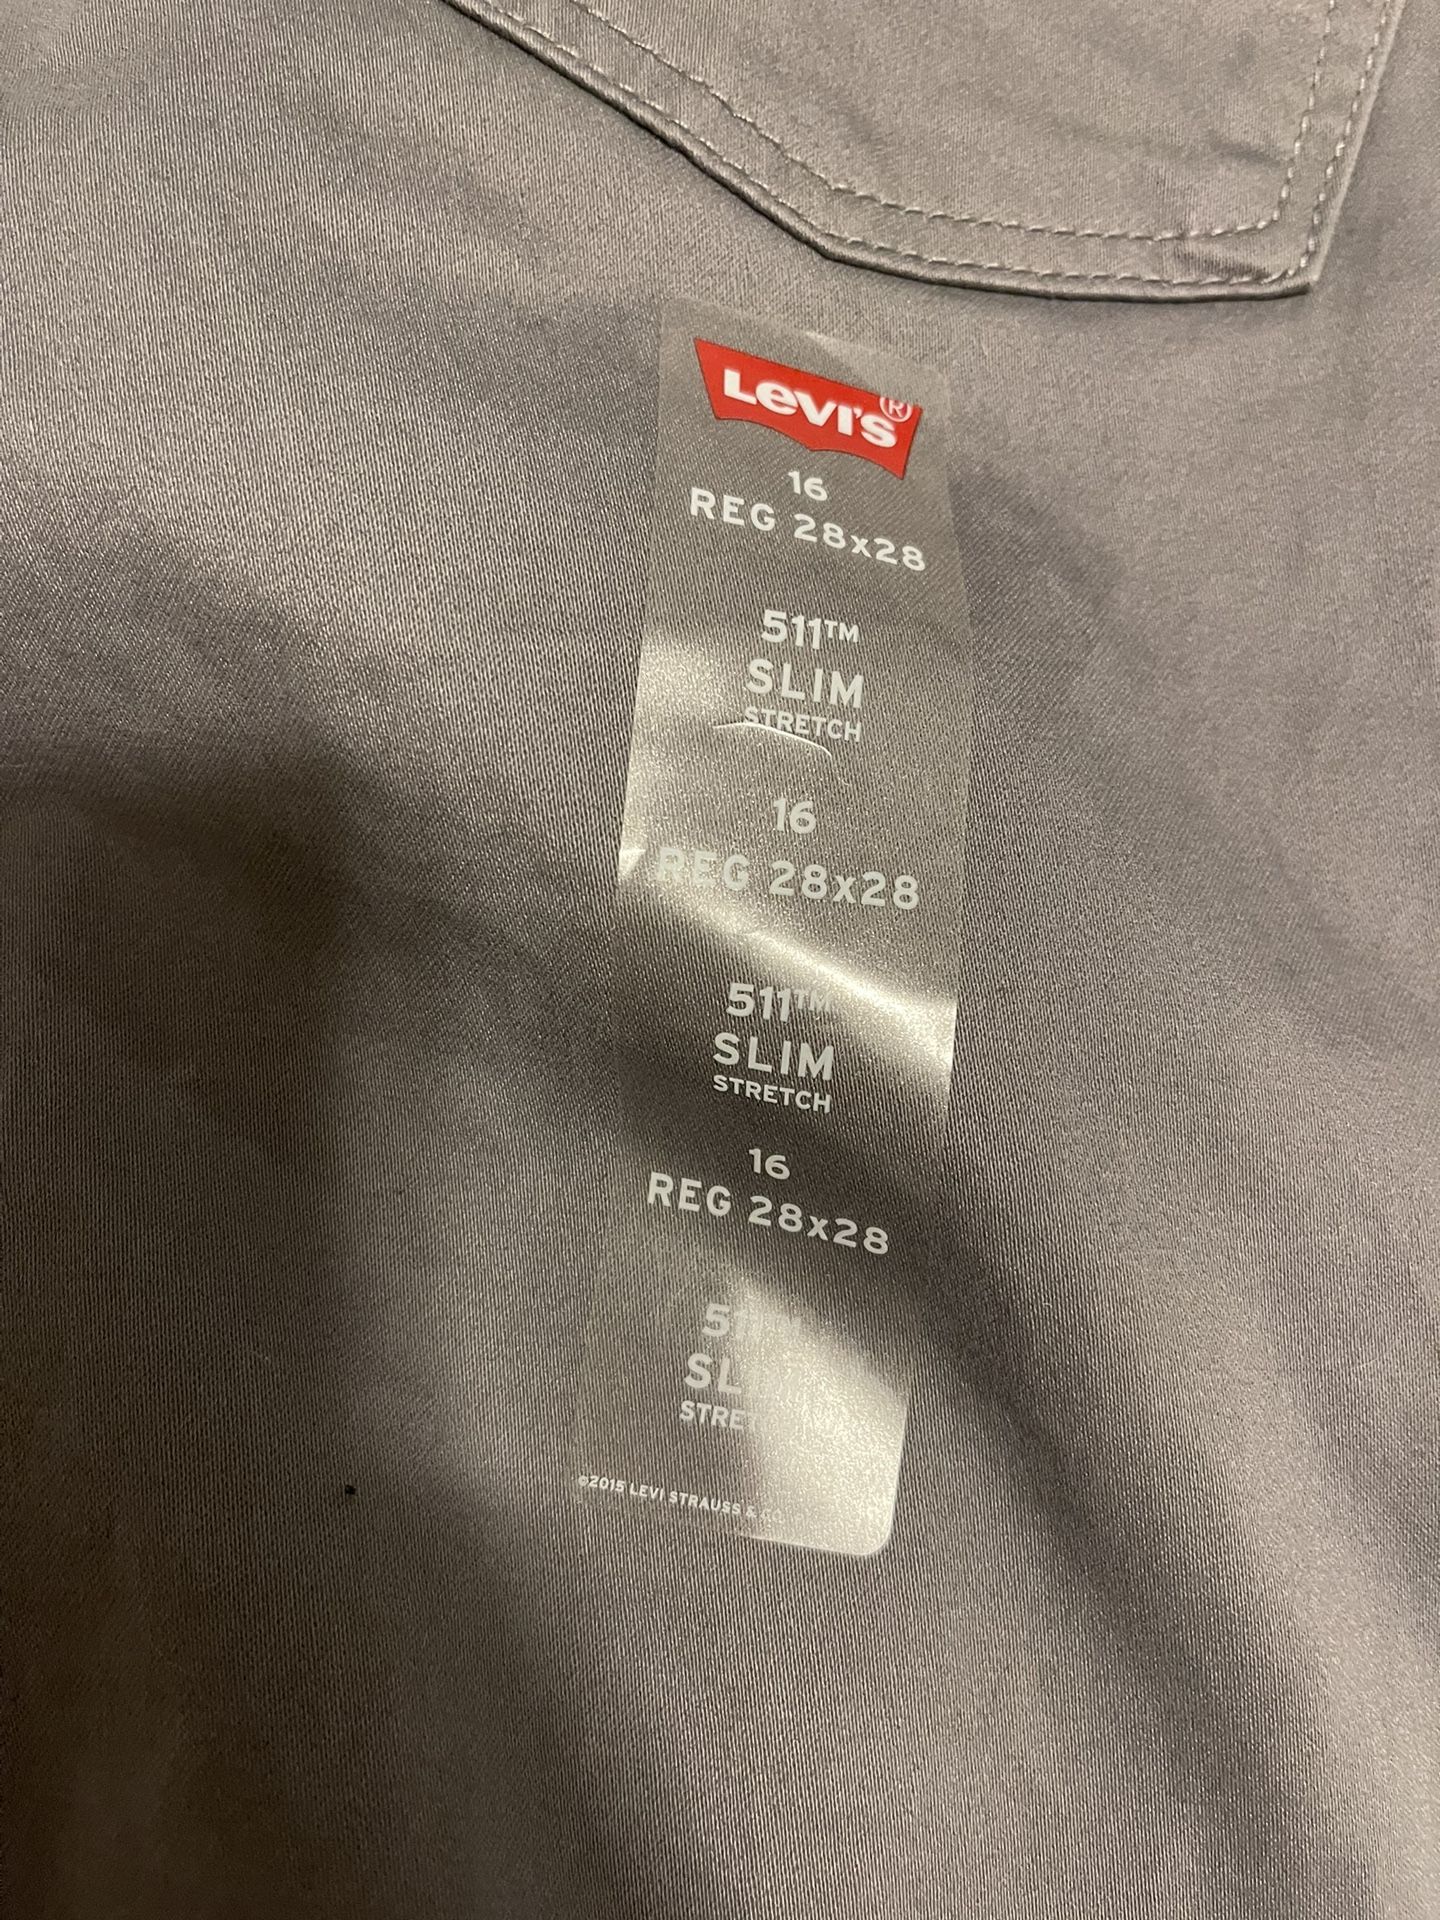 LEVI'S®
16
REG 28x28
511™
SLIM
STRETCH
16
REG 28x28
511™
SLIM
STRETCH
16
REG 28x28
©2015 LEVI STRAUSS & CO